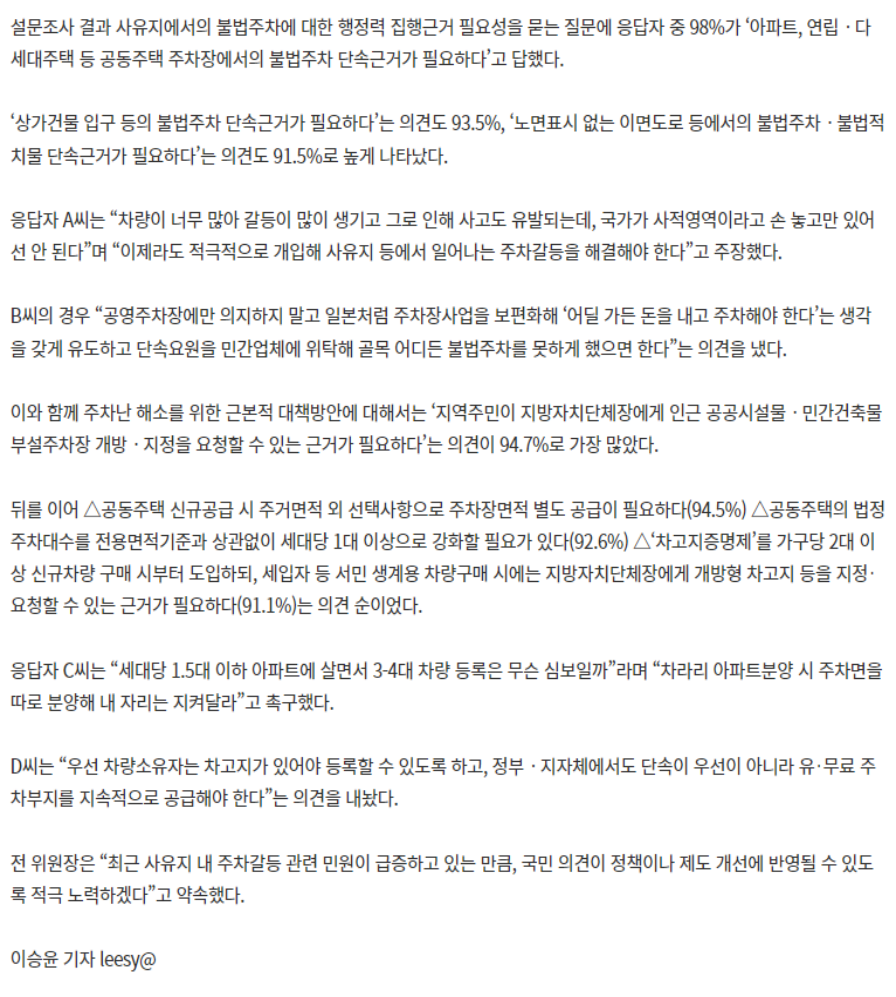 설문조사 결과 사유지에서의 불법주차에 대한 행정력 집행근거 필요성을 묻는 질문에 응답자 중 98%가 ‘아파트, 연립ㆍ다
세대주택 등 공동주택 주차장에서의 불법주차 단속근거가 필요하다’고 답했다.
‘상가건물 입구 등의 불법주차 단속근거가 필요하다’는 의견도 93.5%, ‘노면표시 없는 이면도로 등에서의 불법주차ㆍ불법적
치물 단속근거가 필요하다’는 의견도 91.5%로 높게 나타났다.
응답자 A씨는 “차량이 너무 많아 갈등이 많이 생기고 그로 인해 사고도 유발되는데, 국가가 사적영역이라고 손 놓고만 있어
선 안 된다”며 “이제라도 적극적으로 개입해 사유지 등에서 일어나는 주차갈등을 해결해야 한다”고 주장했다.
B씨의 경우 “공영주차장에만 의지하지 말고 일본처럼 주차장사업을 보편화해 ‘어딜 가든 돈을 내고 주차해야 한다’는 생각
을 갖게 유도하고 단속요원을 민간업체에 위탁해 골목 어디든 불법주차를 못하게 했으면 한다”는 의견을 냈다.
이와 함께 주차난 해소를 위한 근본적 대책방안에 대해서는 ‘지역주민이 지방자치단체장에게 인근 공공시설물ㆍ민간건축물
부설주차장 개방ㆍ지정을 요청할 수 있는 근거가 필요하다’는 의견이 94.7%로 가장 많았다.
뒤를 이어 △공동주택 신규공급 시 주거면적 외 선택사항으로 주차장면적 별도 공급이 필요하다(94.5%) △공동주택의 법정
주차대수를 전용면적기준과 상관없이 세대당 1대 이상으로 강화할 필요가 있다(92.6%) △‘차고지증명제’를 가구당 2대 이
상 신규차량 구매 시부터 도입하되, 세입자 등 서민 생계용 차량구매 시에는 지방자치단체장에게 개방형 차고지 등을 지정·
요청할 수 있는 근거가 필요하다(91.1%)는 의견 순이었다.
응답자 C씨는 “세대당 1.5대 이하 아파트에 살면서 3-4대 차량 등록은 무슨 심보일까”라며 “차라리 아파트분양 시 주차면을
따로 분양해 내 자리는 지켜달라”고 촉구했다.
D씨는 “우선 차량소유자는 차고지가 있어야 등록할 수 있도록 하고, 정부ㆍ지자체에서도 단속이 우선이 아니라 유·무료 주
차부지를 지속적으로 공급해야 한다”는 의견을 내놨다.
전 위원장은 “최근 사유지 내 주차갈등 관련 민원이 급증하고 있는 만큼, 국민 의견이 정책이나 제도 개선에 반영될 수 있도
록 적극 노력하겠다”고 약속했다.
이승윤 기자 leesy@